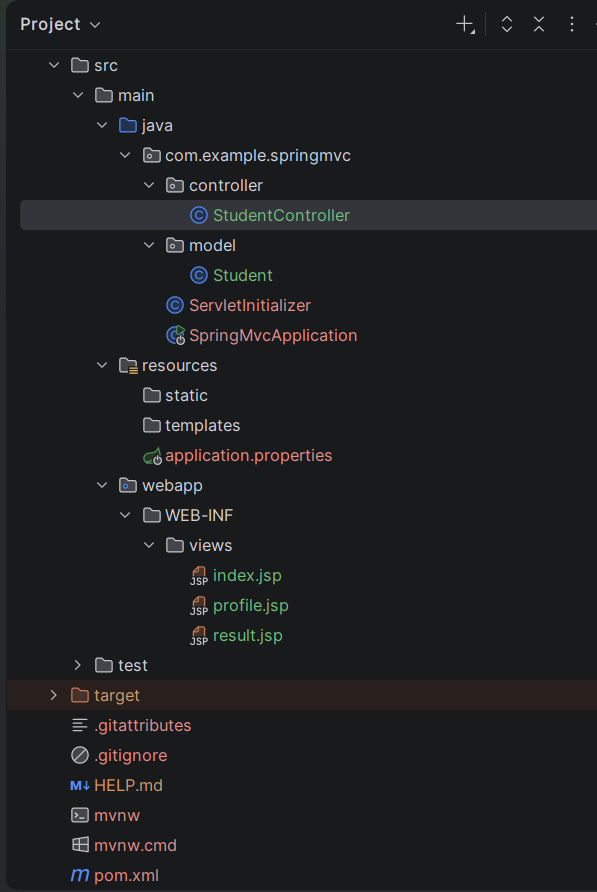 Project
src
main
java
com.example.springmvc
controller
C StudentController
model
C Student
C ServletInitializer
C SpringMvcApplication
resources
static
templates
application.properties
webapp
WEB-INF
views
JSP index.jsp
JSP profile.jsp
JSP result.jsp
test
target
.gitattributes
.gitignore
M↓ HELP.md
mvnw
mvnw.cmd
m pom.xml